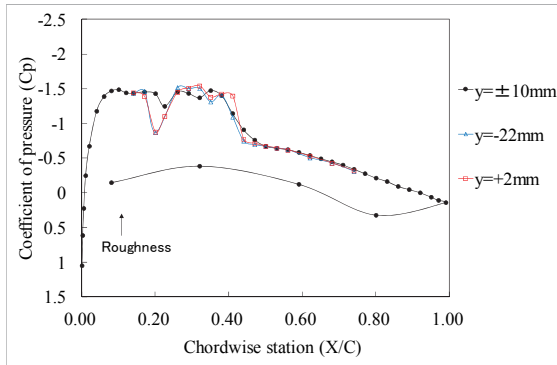 Coefficient of pressure (Cp)
-2.5
-2
-1.5
-1
-0.5
0
0.5
1
1.5
Roughness
0.00
0.20
0.40
0.60
0.80
1.00
Chordwise station (X/C)
y=±10mm
y=-22mm
y=+2mm